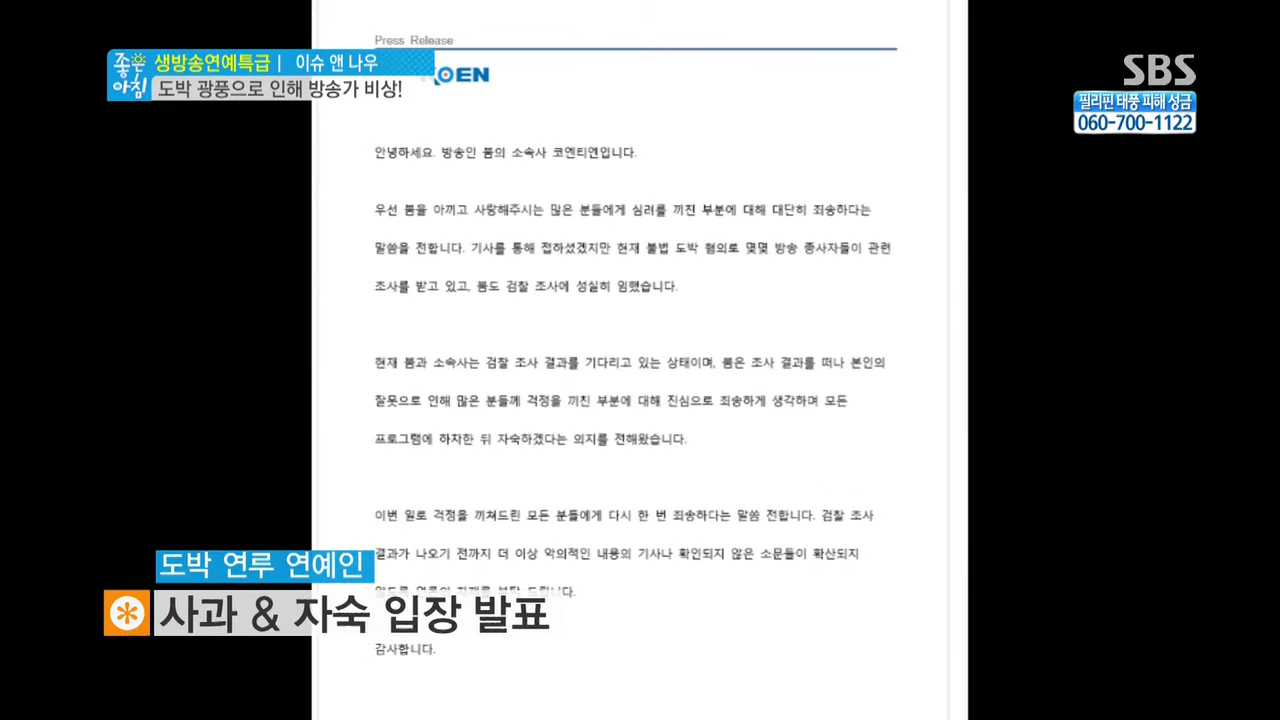 Press Release
좋은
아침
생방송연예특급 | 이슈 앤 나우
도박 광풍으로 인해 방송가 비상!
SBS
필리핀 태풍 피해 성금
060-700-1122
KOEN
안녕하세요. 방송인 붐의 소속사 코엔티엔입니다.
우선 붐을 아끼고 사랑해주시는 많은 분들에게 심려를 끼친 부분에 대해 대단히 죄송하다는
말씀을 전합니다. 기사를 통해 접하셨겠지만 현재 불법 도박 혐의로 몇몇 방송 종사자들이 관련
조사를 받고 있고, 붐도 검찰 조사에 성실히 임했습니다.
현재 붐과 소속사는 검찰 조사 결과를 기다리고 있는 상태이며, 붐은 조사 결과를 떠나 본인의
잘못으로 인해 많은 분들께 걱정을 끼친 부분에 대해 진심으로 죄송하게 생각하며 모든
프로그램에 하차한 뒤 자숙하겠다는 의지를 전해왔습니다.
이번 일로 걱정을 끼쳐드린 모든 분들에게 다시 한 번 죄송하다는 말씀 전합니다. 검찰 조사
결과가 나오기 전까지 더 이상 악의적인 내용의 기사나 확인되지 않은 소문들이 확산되지
도박 연루 연예인
사과 & 자숙 입장 발표
감사합니다.